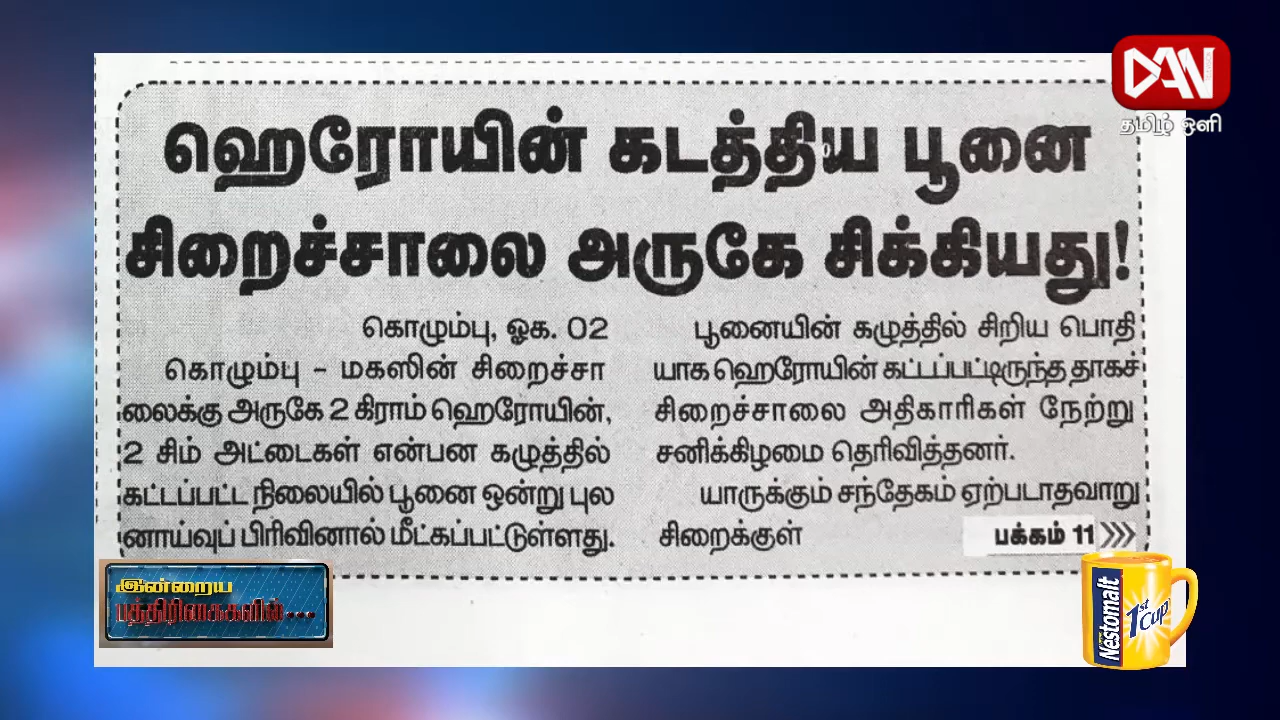 DAN
தமிழ் ஒளி
ஹெரோயின் கடத்திய பூனை
சிறைச்சாலை அருகே சிக்கியது!
கொழும்பு, ஓக. 02
கொழும்பு – மகஸின் சிறைச்சா
லைக்கு அருகே 2 கிராம் ஹெரோயின்,
2 சிம் அட்டைகள் என்பன கழுத்தில்
கட்டப்பட்ட நிலையில் பூனை ஒன்று புல
னாய்வுப் பிரிவினால் மீட்கப்பட்டுள்ளது.
பூனையின் கழுத்தில் சிறிய பொதி
யாக ஹெரோயின் கட்டப்பட்டிருந்ததாகச்
சிறைச்சாலை அதிகாரிகள் நேற்று
சனிக்கிழமை தெரிவித்தனர்.
யாருக்கும் சந்தேகம் ஏற்படாதவாறு
சிறைக்குள்
பக்கம் 11
இன்றைய
பத்திரிகைகளில்...
Nestomalt
1st Cup